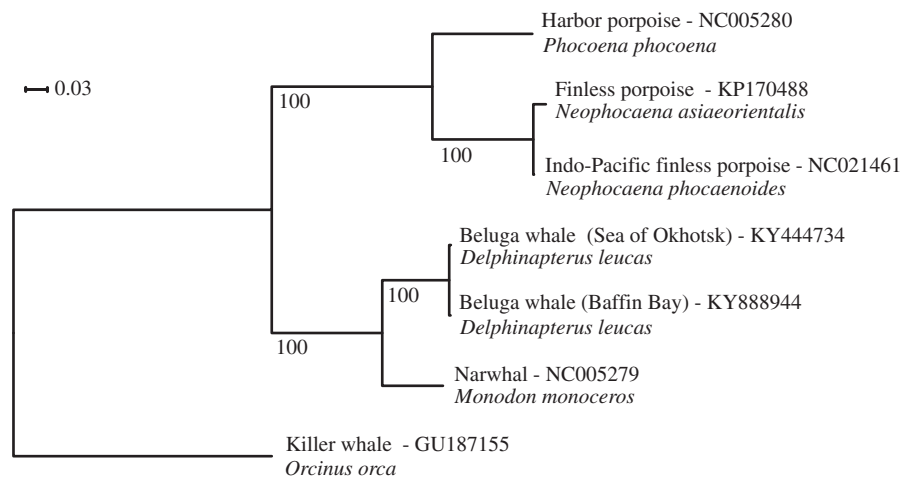 Harbor porpoise - NC005280
Phocoena phocoena
0.03
Finless porpoise - KP170488
Neophocaena asiaeorientalis
100
100
Indo-Pacific finless porpoise - NC021461
Neophocaena phocaenoides
Beluga whale (Sea of Okhotsk) - KY444734
Delphinapterus leucas
100
Beluga whale (Baffin Bay) - KY888944
Delphinapterus leucas
100
Narwhal - NC005279
Monodon monoceros
Killer whale - GU187155
Orcinus orca